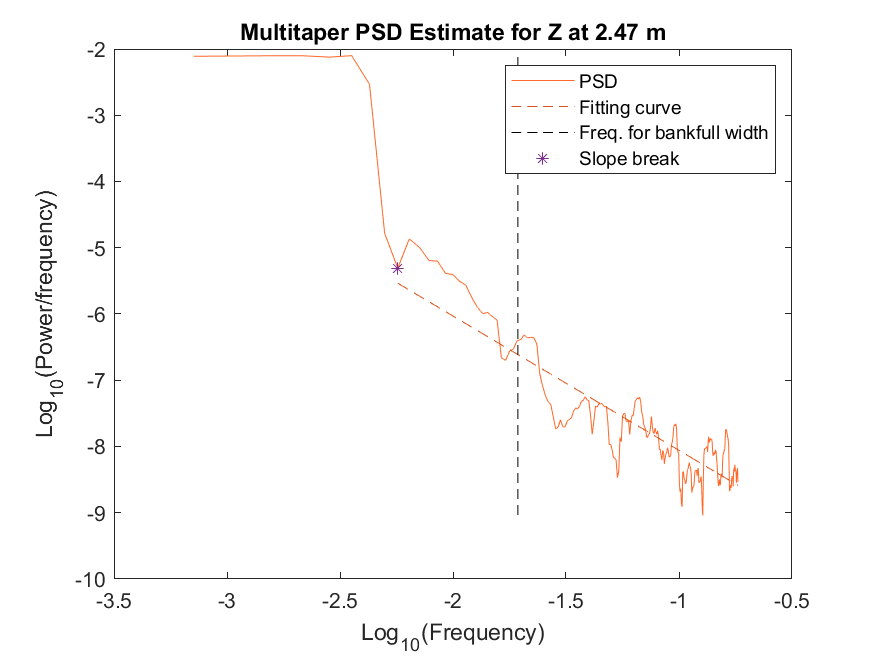 Multitaper PSD Estimate for Z at 2.47 m
PSD
Fitting curve
Freq. for bankfull width
Slope break
Log10(Power/frequency)
-2
-3
-4
-5
-6
-7
-8
-9
-10
-3.5 -3 -2.5 -2 -1.5 -1 -0.5
Log10(Frequency)